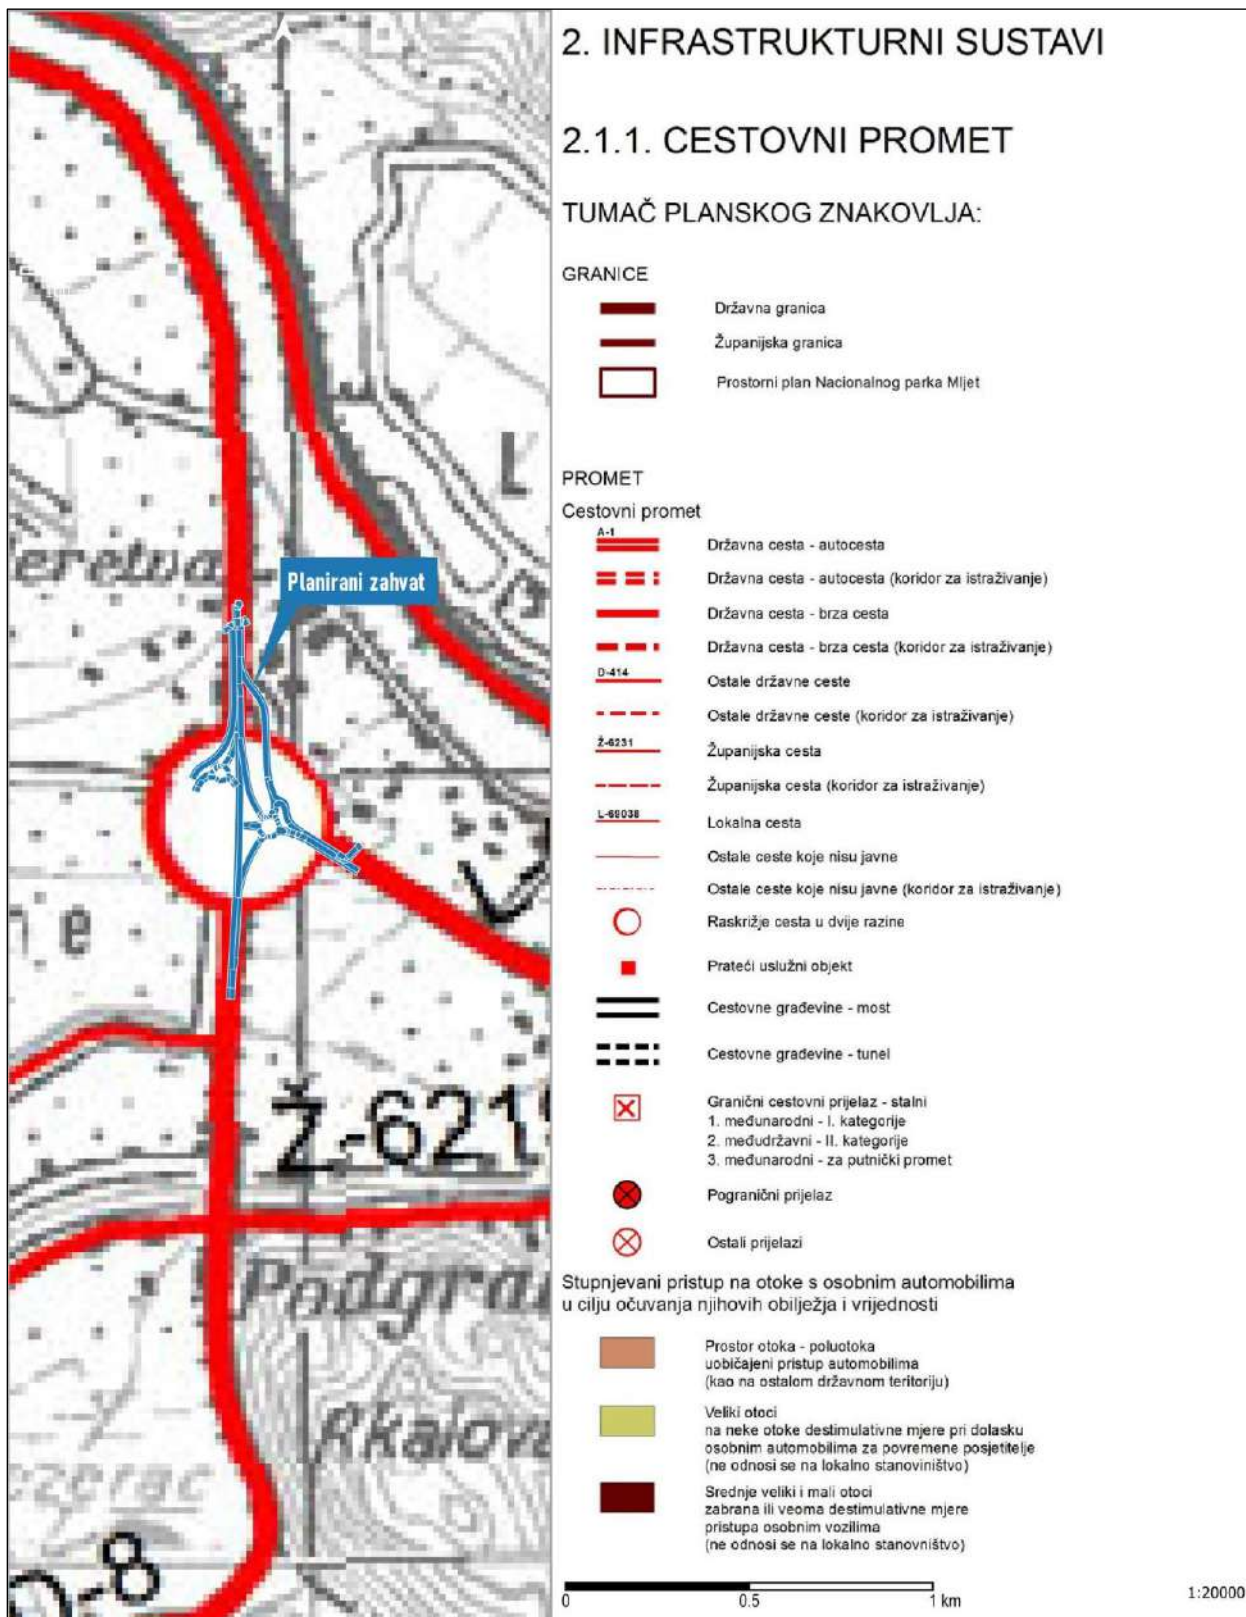 2. INFRASTRUKTURNI SUSTAVI
2.1.1. CESTOVNI PROMET
TUMAČ PLANSKOG ZNAKOVLJA:
GRANICE
Državna granica
Županijska granica
Prostorni plan Nacionalnog parka Mljet
PROMET
Cestovni promet
A-1
Državna cesta - autocesta
Državna cesta - autocesta (koridor za istraživanje)
Državna cesta - brza cesta
Državna cesta - brza cesta (koridor za istraživanje)
D-414
Ostale državne ceste
Ostale državne ceste (koridor za istraživanje)
Ž-6231
Županijska cesta
Županijska cesta (koridor za istraživanje)
L-69038
Lokalna cesta
Ostale ceste koje nisu javne
Ostale ceste koje nisu javne (koridor za istraživanje)
Raskrižje cesta u dvije razine
Prateći uslužni objekt
Cestovne građevine - most
Cestovne građevine - tunel
Granični cestovni prijelaz - stalni
1. međunarodni - I. kategorije
2. međudržavni - II. kategorije
3. međunarodni - za putnički promet
Pogranični prijelaz
Ostali prijelazi
Stupnjevani pristup na otoke s osobnim automobilima
u cilju očuvanja njihovih obilježja i vrijednosti
Prostor otoka - poluotoka
uobičajeni pristup automobilima
(kao na ostalom državnom teritoriju)
Veliki otoci
na neke otoke destimulativne mjere pri dolasku
osobnim automobilima za povremene posjetitelje
(ne odnosi se na lokalno stanoviništvo)
Srednje veliki i mali otoci
zabrana ili veoma destimulativne mjere
pristupa osobnim vozilima
(ne odnosi se na lokalno stanovništvo)
0 0.5 1 km
1:20000
L
eretva
Planirani zahvat
n e
Ž-621
Podgra
Rkalov
D-8